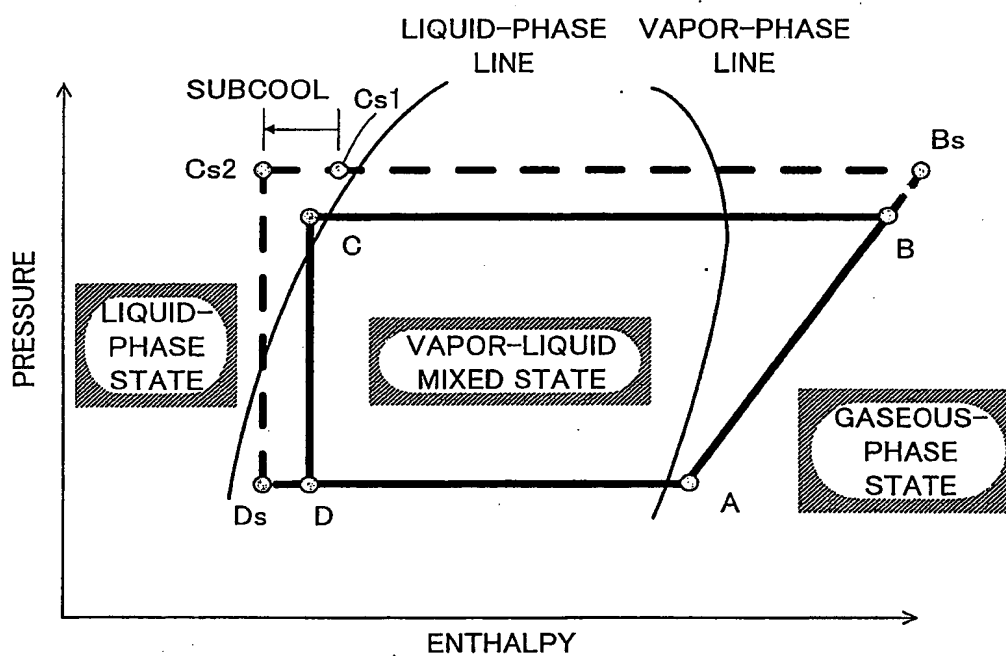 LIQUID-PHASE
LINE
VAPOR-PHASE
LINE
SUBCOOL
Cs1
Cs2
Bs
C
B
PRESSURE
LIQUID-
PHASE
STATE
VAPOR-LIQUID
MIXED STATE
GASEOUS-
PHASE
STATE
Ds
D
A
ENTHALPY